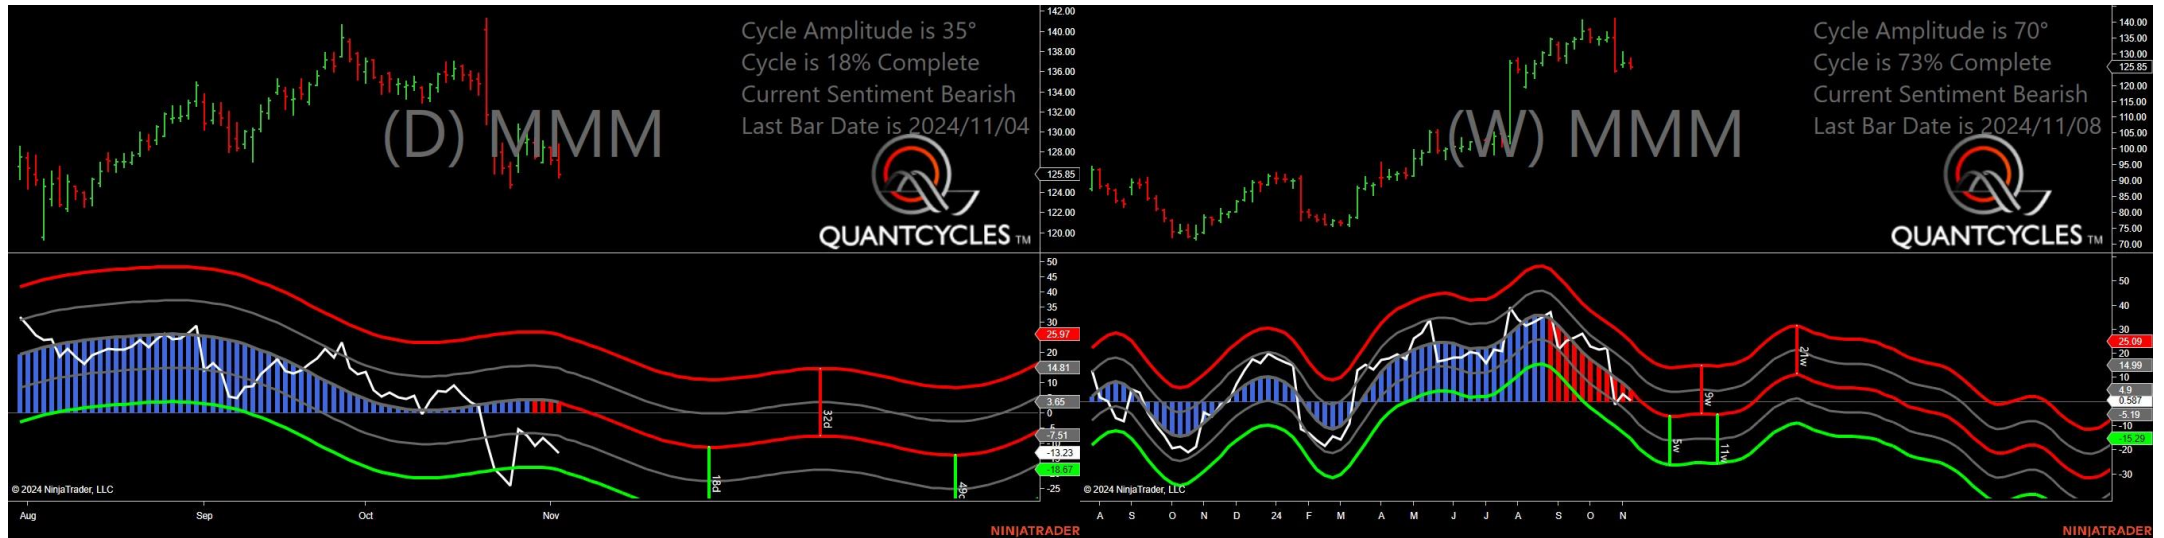 Cycle Amplitude is 35°
Cycle is 18% Complete
Current Sentiment Bearish
Last Bar Date is 2024/11/04
(D) MMM
QUANTCYCLES TM
142.00
140.00
138.00
136.00
134.00
132.00
130.00
128.00
125.85
124.00
122.00
120.00
50
45
40
35
30
25.97
20
14.81
10
3.65
0
-7.51
-13.23
-18.67
-25
18d
32d
© 2024 NinjaTrader, LLC
Aug Sep Oct Nov
NINJATRADER
Cycle Amplitude is 70°
Cycle is 73% Complete
Current Sentiment Bearish
Last Bar Date is 2024/11/08
(W) MMM
QUANTCYCLES TM
140.00
135.00
130.00
125.85
120.00
115.00
110.00
105.00
100.00
95.00
90.00
85.00
80.00
75.00
70.00
50
40
30
25.09
20
14.99
10
4.9
0.587
-5.19
-10
-15.29
-20
-30
5w
9w
11w
21w
© 2024 NinjaTrader, LLC
A S O N D 24 F M A M J J A S O N
NINJATRADER